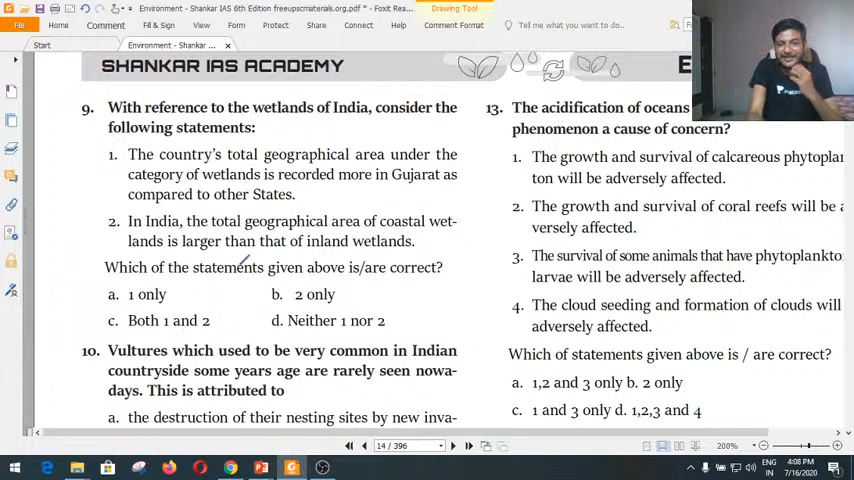 Environment - Shankar IAS 6th Edition freeupscmaterials.org.pdf * - Foxit Rea...
Drawing Tool
File
Home
Comment
Fill & Sign
View
Form
Protect
Share
Connect
Help
Comment Format
Tell me what you want to do...
Start
Environment - Shankar ...
SHANKAR IAS ACADEMY
9. With reference to the wetlands of India, consider the
following statements:
1. The country's total geographical area under the
category of wetlands is recorded more in Gujarat as
compared to other States.
2. In India, the total geographical area of coastal wet-
lands is larger than that of inland wetlands.
Which of the statements given above is/are correct?
a. 1 only b. 2 only
c. Both 1 and 2 d. Neither 1 nor 2
10. Vultures which used to be very common in Indian
countryside some years age are rarely seen nowa-
days. This is attributed to
a. the destruction of their nesting sites by new inva-
13. The acidification of oceans
phenomenon a cause of concern?
1. The growth and survival of calcareous phytoplan
ton will be adversely affected.
2. The growth and survival of coral reefs will be a
versely affected.
3. The survival of some animals that have phytoplankto
larvae will be adversely affected.
4. The cloud seeding and formation of clouds will
adversely affected.
Which of statements given above is / are correct?
a. 1,2 and 3 only b. 2 only
c. 1 and 3 only d. 1,2,3 and 4
14 / 396
200%
ENG
IN
4:08 PM
7/16/2020